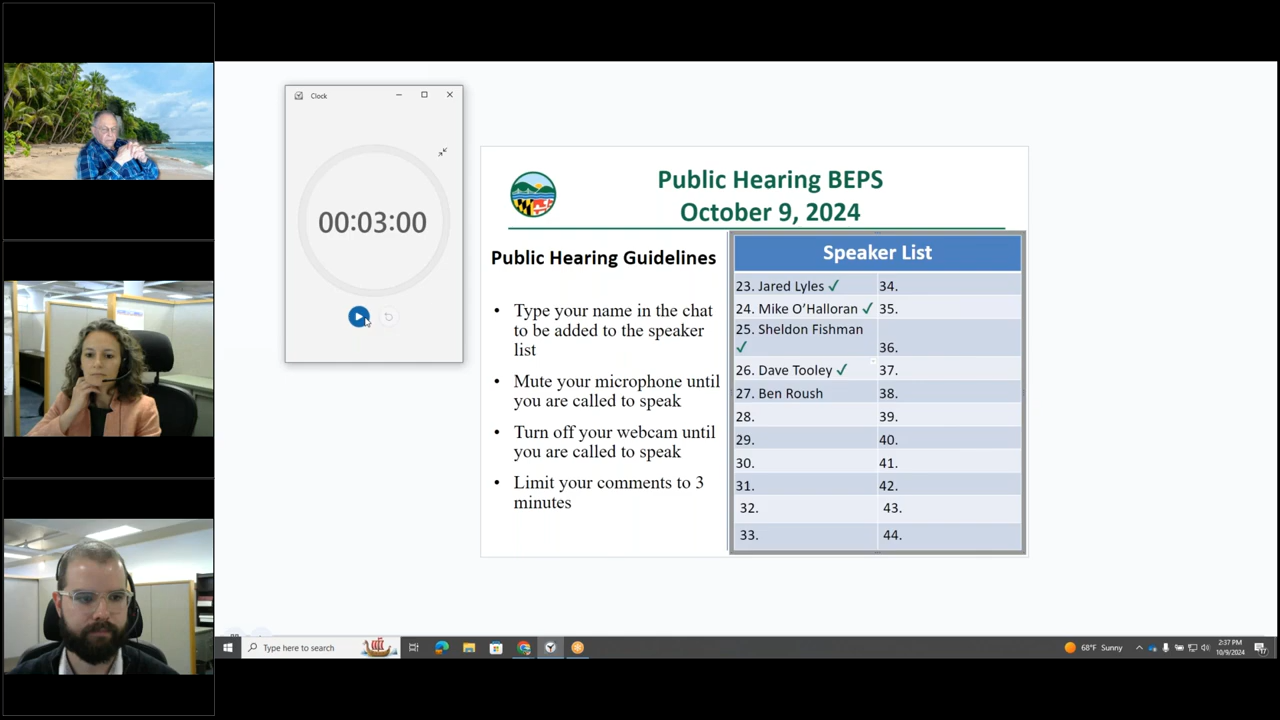 Clock
00:03:00
Public Hearing BEPS
October 9, 2024
Public Hearing Guidelines
• Type your name in the chat
to be added to the speaker
list
• Mute your microphone until
you are called to speak
• Turn off your webcam until
you are called to speak
• Limit your comments to 3
minutes
Speaker List
23. Jared Lyles ✓ 34.
24. Mike O’Halloran ✓ 35.
25. Sheldon Fishman
✓ 36.
26. Dave Tooley ✓ 37.
27. Ben Roush 38.
28. 39.
29. 40.
30. 41.
31. 42.
32. 43.
33. 44.
Type here to search
68°F Sunny
2:37 PM
10/9/2024